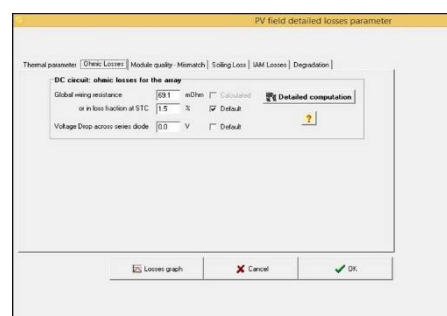 PV field detailed losses parameter
Thermal parameter | Ohmic Losses | Module quality - Mismatch | Soiling Loss | IAM Losses | Degradation |
DC circuit: ohmic losses for the array
Global wiring resistance 69.1 mOhm Calculated
Detailed computation
or in loss fraction at STC 1.5 % Default
?
Voltage Drop across series diode 0.0 V Default
Losses graph
Cancel
OK